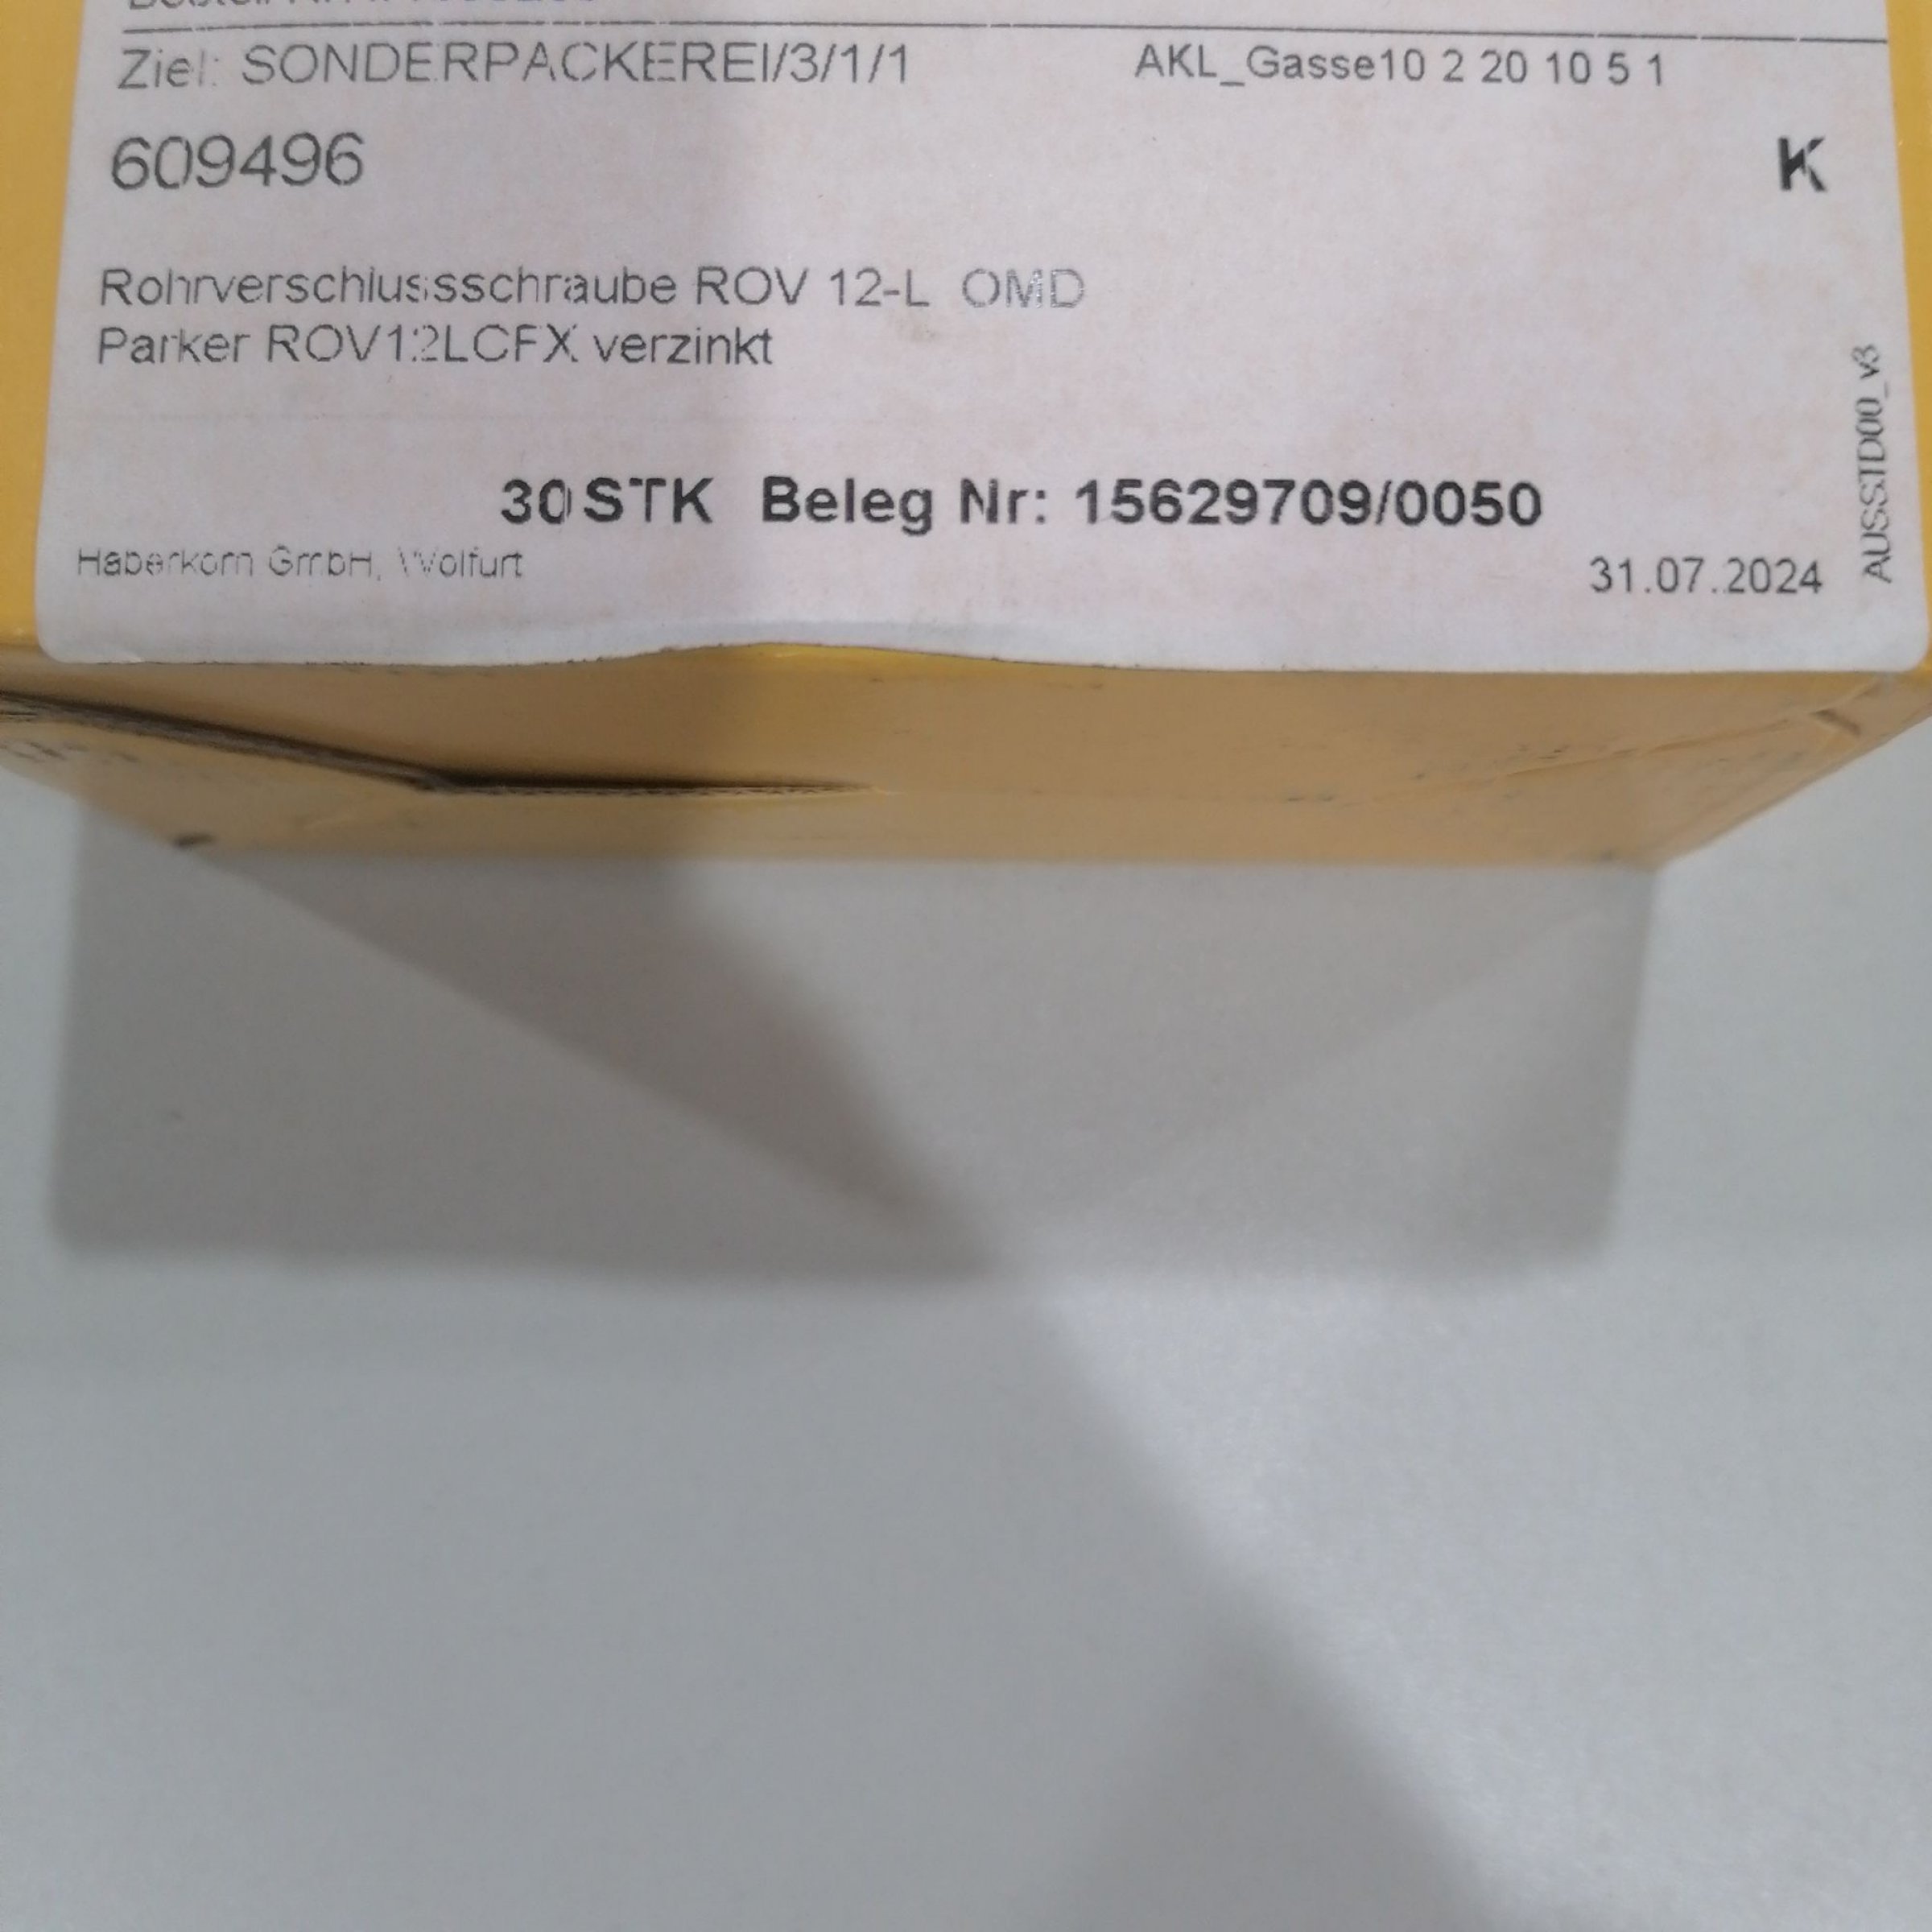 Ziel: SONDERPACKEREI/3/1/1 AKL_Gasse10 2 20 10 5 1
609496 K
Rohrverschlussschraube ROV 12-L OMD
Parker ROV12LCFX verzinkt
30 STK Beleg Nr: 15629709/0050
Haberkorn GmbH, Wolfurt
31.07.2024
AUSSTD00_v3